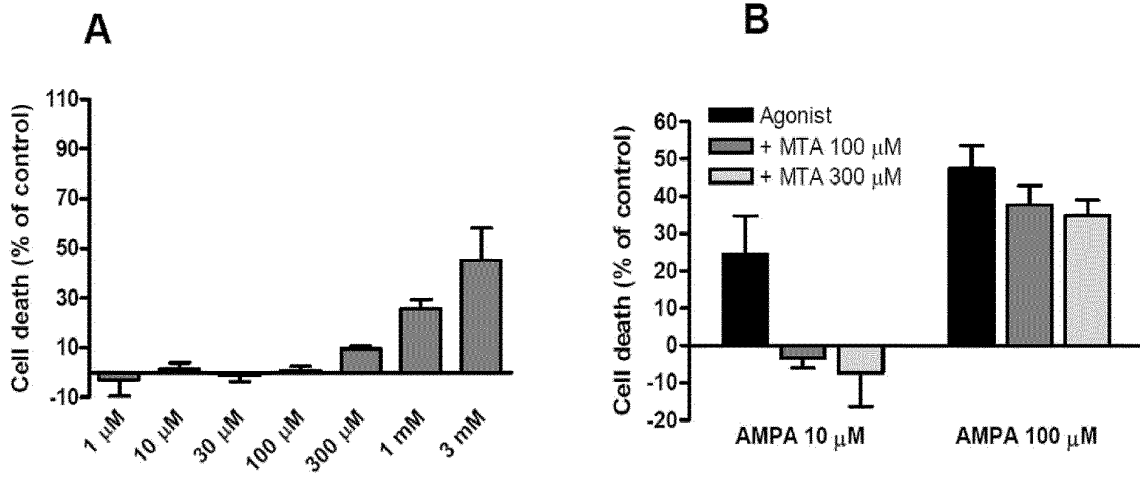 A
Cell death (% of control)
110
90
70
50
30
10
-10
1 µM
10 µM
30 µM
100 µM
300 µM
1 mM
3 mM
B
Cell death (% of control)
60
50
40
30
20
10
0
-10
-20
Agonist
+ MTA 100 µM
+ MTA 300 µM
AMPA 10 µM
AMPA 100 µM